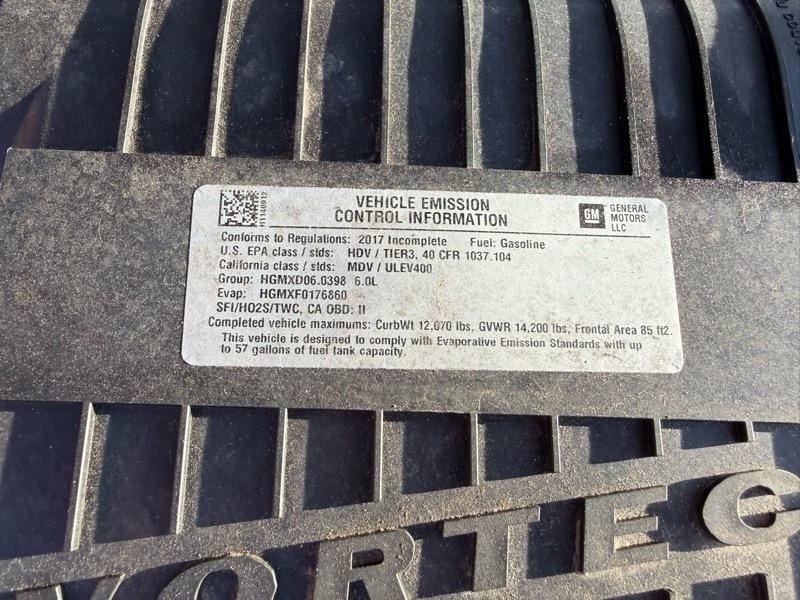 H1140812
VEHICLE EMISSION
CONTROL INFORMATION
GM
GENERAL
MOTORS
LLC
Conforms to Regulations: 2017 Incomplete Fuel: Gasoline
U.S. EPA class / stds: HDV / TIER3, 40 CFR 1037.104
California class / stds: MDV / ULEV400
Group: HGMXD06.0398 6.0L
Evap: HGMXF0176860
SFI/HO2S/TWC, CA OBD: II
Completed vehicle maximums: CurbWt 12,070 lbs, GVWR 14,200 lbs, Frontal Area 85 ft2.
This vehicle is designed to comply with Evaporative Emission Standards with up
to 57 gallons of fuel tank capacity.
VORTEC